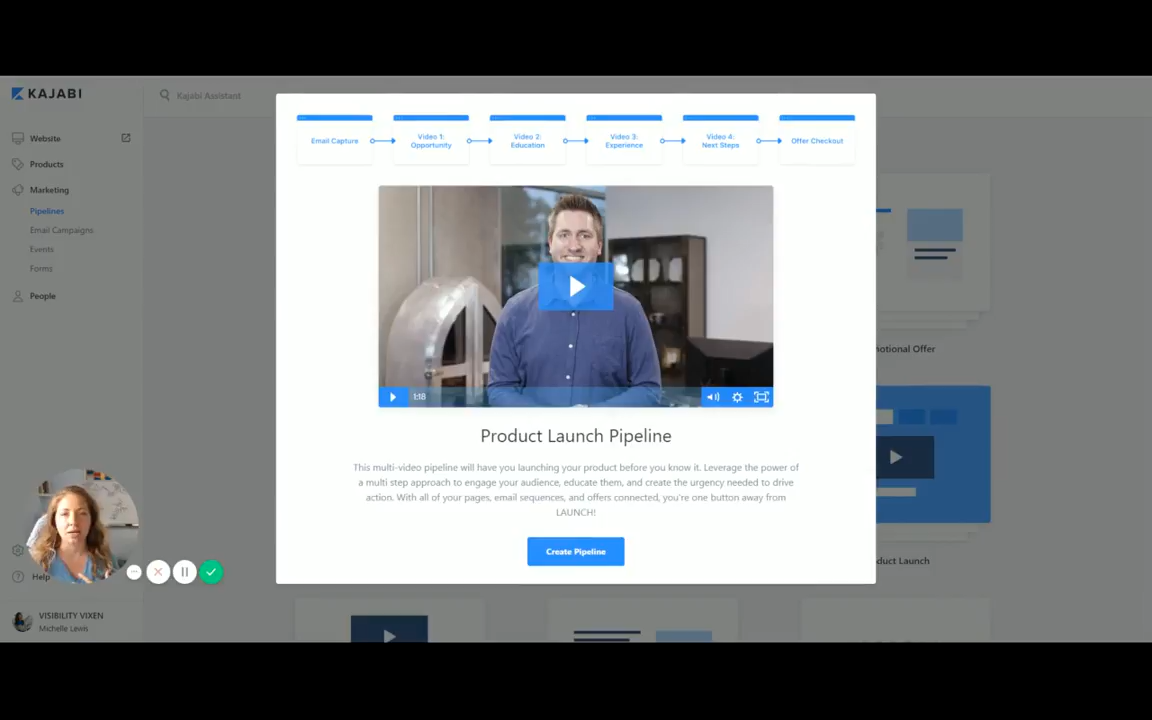 KAJABI
Kajabi Assistant
Website
Products
Marketing
Pipelines
Email Campaigns
Events
Forms
People
Help
VISIBILITY VIXEN
Michelle Lewis
Email Capture
Video 1:
Opportunity
Video 2:
Education
Video 3:
Experience
Video 4:
Next Steps
Offer Checkout
1:18
Product Launch Pipeline
This multi-video pipeline will have you launching your product before you know it. Leverage the power of
a multi step approach to engage your audience, educate them, and create the urgency needed to drive
action. With all of your pages, email sequences, and offers connected, you're one button away from
LAUNCH!
Create Pipeline
notional Offer
duct Launch